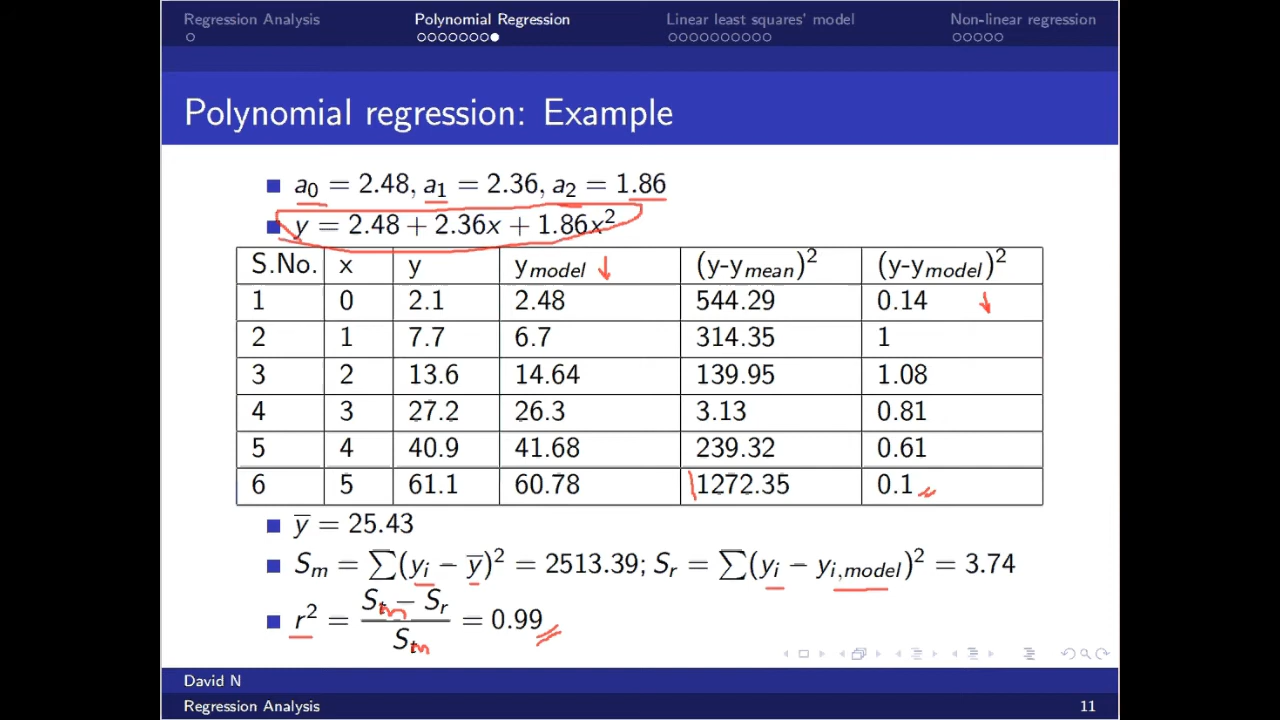 Regression Analysis Polynomial Regression Linear least squares' model Non-linear regression
Polynomial regression: Example
a₀ = 2.48, a₁ = 2.36, a₂ = 1.86
y = 2.48 + 2.36x + 1.86x²
S.No. x y y_model (y-y_mean)² (y-y_model)²
1 0 2.1 2.48 544.29 0.14
2 1 7.7 6.7 314.35 1
3 2 13.6 14.64 139.95 1.08
4 3 27.2 26.3 3.13 0.81
5 4 40.9 41.68 239.32 0.61
6 5 61.1 60.78 1272.35 0.1
ȳ = 25.43
Sₘ = ∑(yᵢ − ȳ)² = 2513.39; Sᵣ = ∑(yᵢ − y_i,model)² = 3.74
r² = (Sₜ − Sᵣ) / Sₜ = 0.99
m
m
David N
Regression Analysis 11